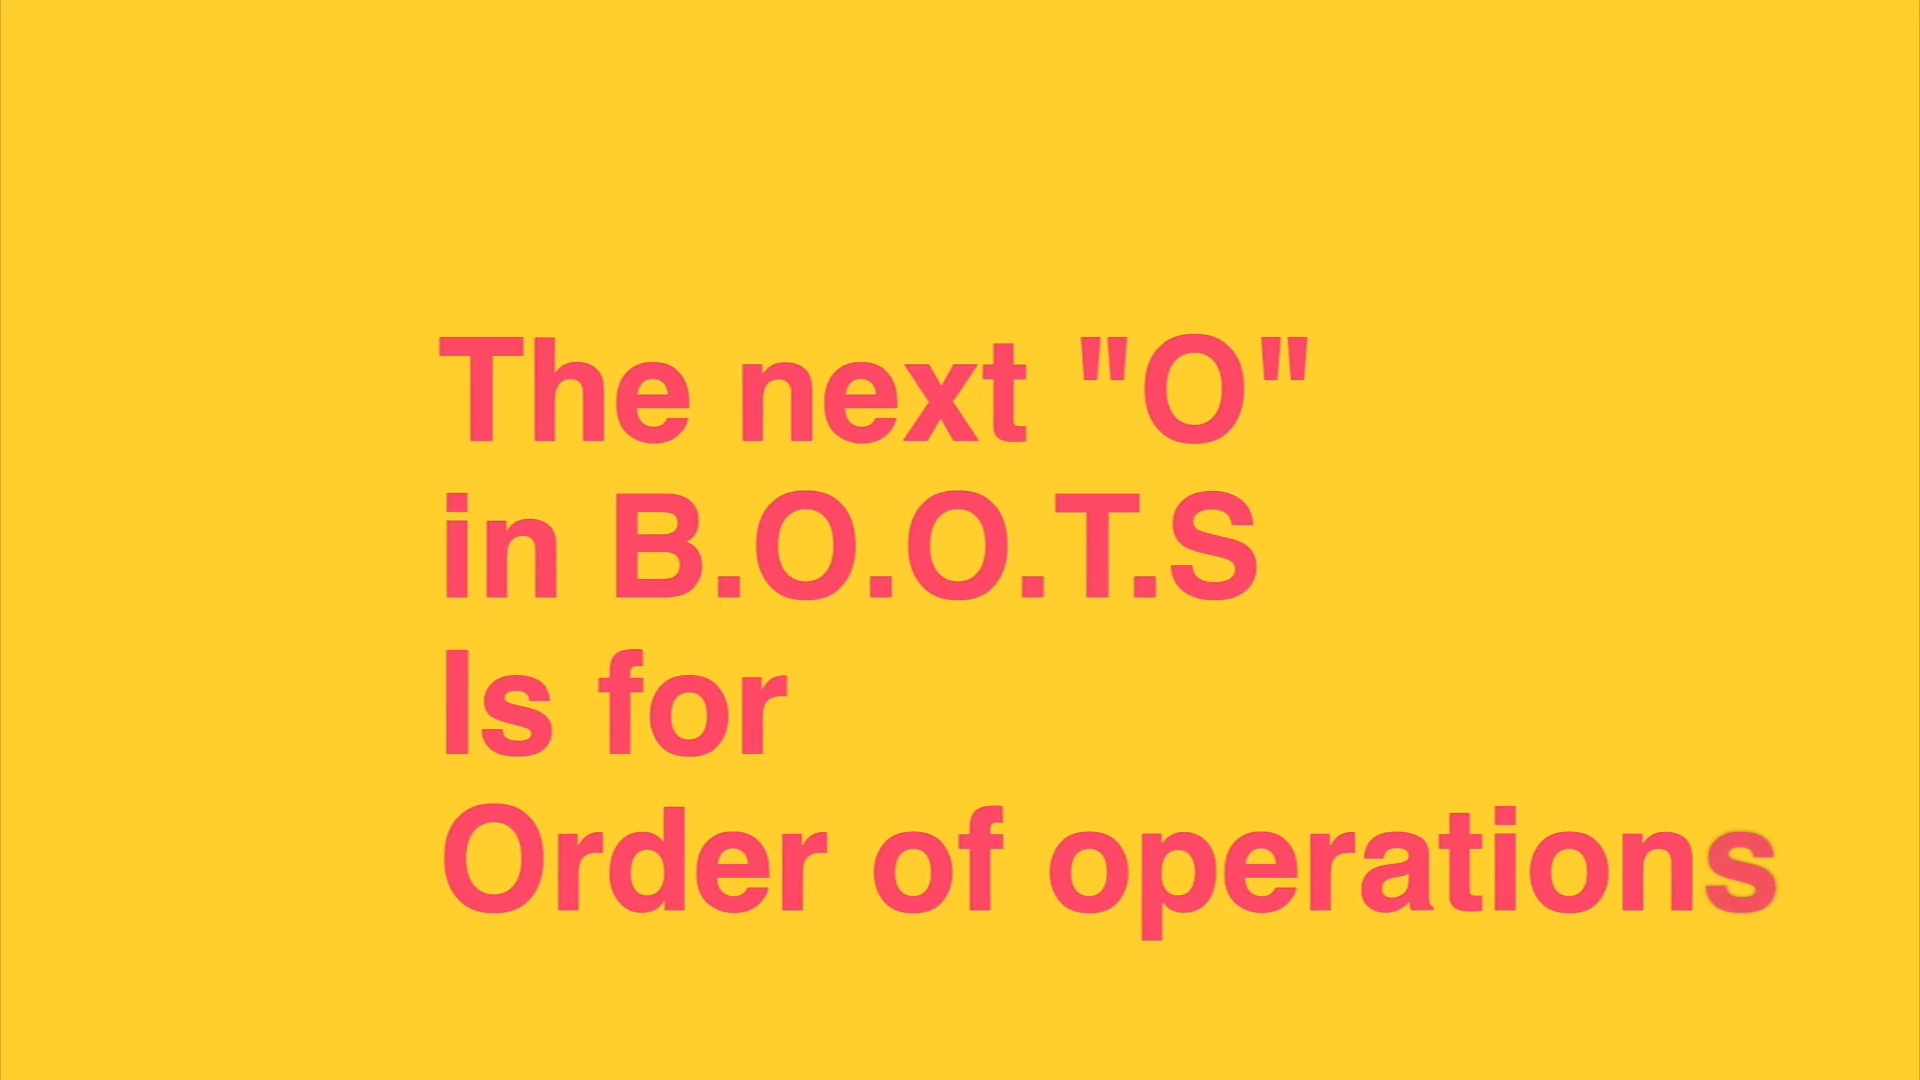 The next "O"
in B.O.O.T.S
Is for
Order of operations